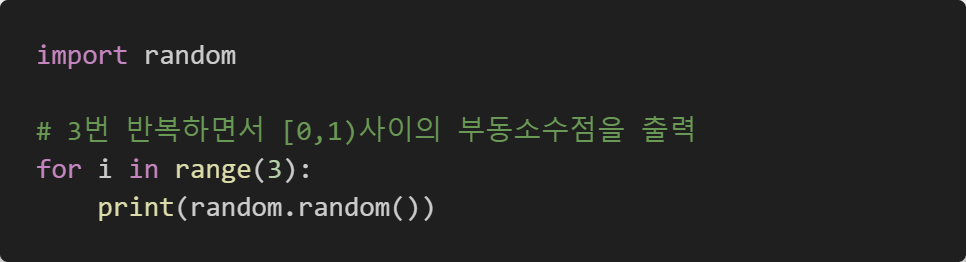 import random
# 3번 반복하면서 [0,1)사이의 부동소수점을 출력
for i in range(3):
    print(random.random())